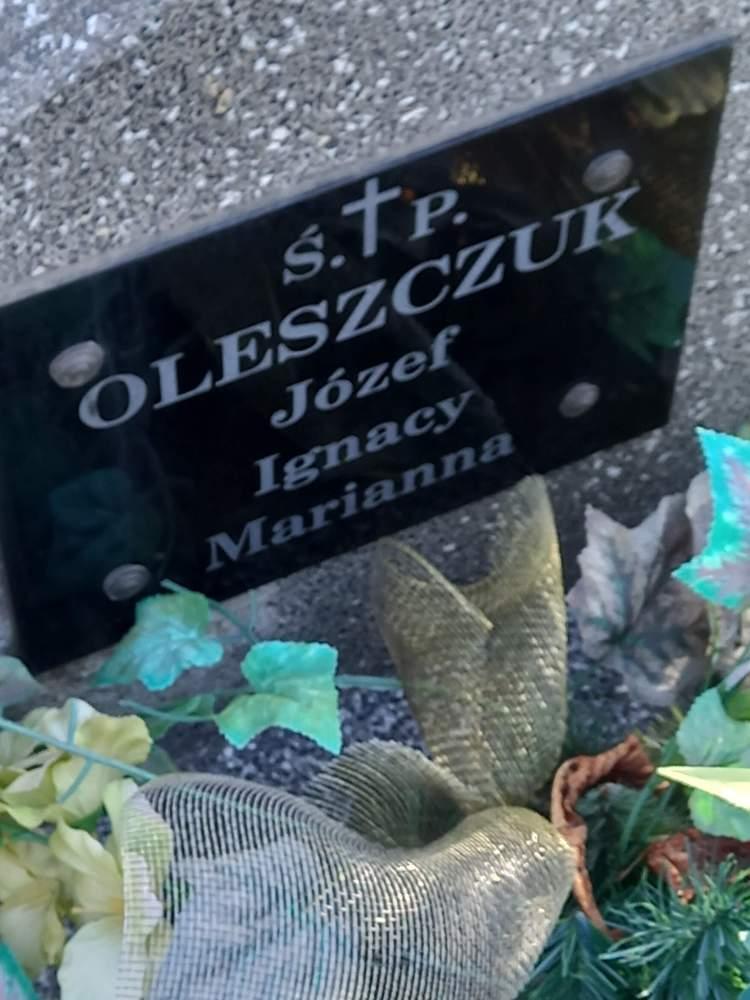 Ś. P.
OLESZCZUK
Józef
Ignacy
Marianna